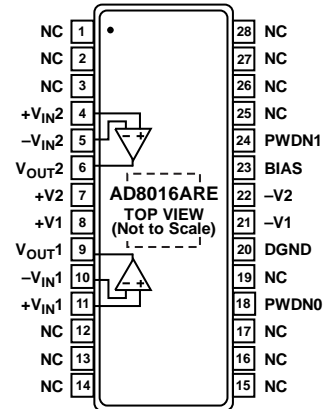 NC 1
NC 2
NC 3
+VIN2 4
–VIN2 5
VOUT2 6
+V2 7
+V1 8
VOUT1 9
–VIN1 10
+VIN1 11
NC 12
NC 13
NC 14
– +
AD8016ARE
TOP VIEW
(Not to Scale)
– +
28 NC
27 NC
26 NC
25 NC
24 PWDN1
23 BIAS
22 –V2
21 –V1
20 DGND
19 NC
18 PWDN0
17 NC
16 NC
15 NC